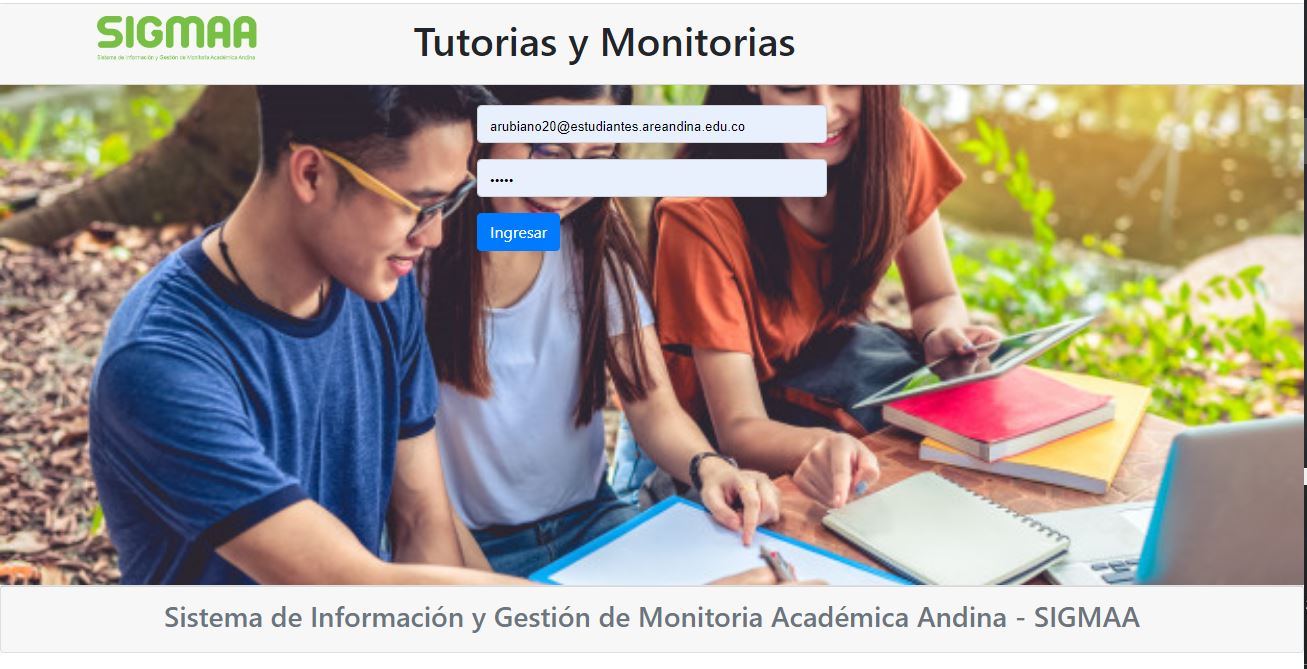 SIGMAA
Sistema de Información y Gestión de Monitoria Académica Andina
Tutorias y Monitorias
arubiano20@estudiantes.areandina.edu.co
•••••
Ingresar
Sistema de Información y Gestión de Monitoria Académica Andina - SIGMAA